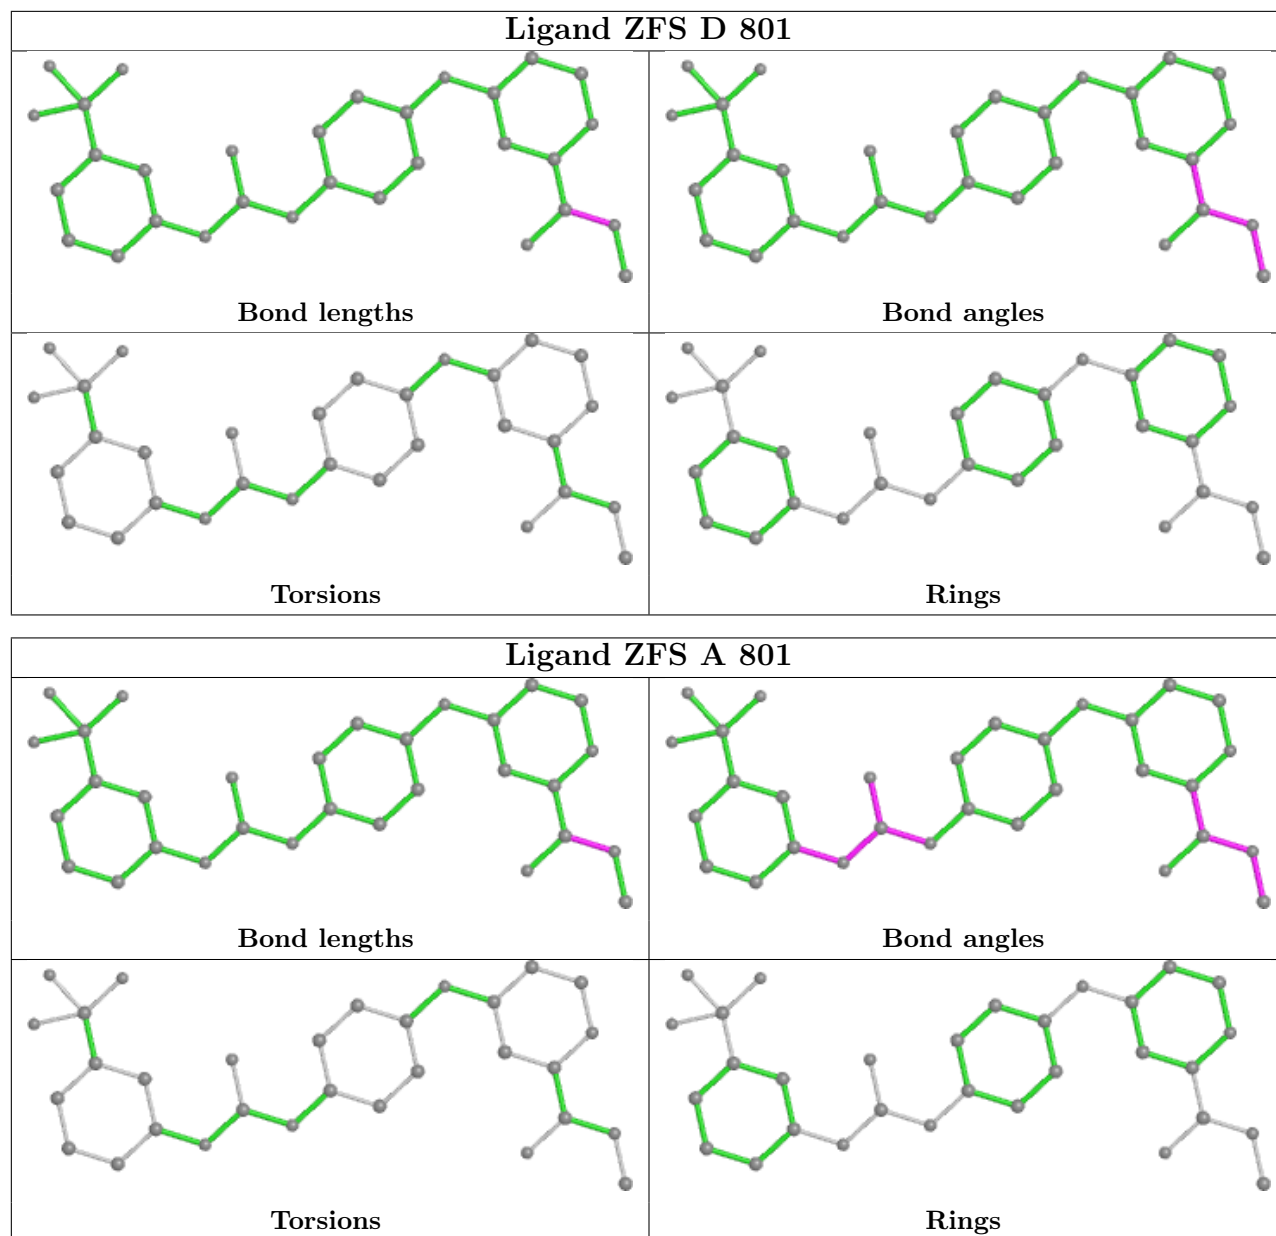 Ligand ZFS D 801
Bond lengths
Bond angles
Torsions
Rings
Ligand ZFS A 801
Bond lengths
Bond angles
Torsions
Rings